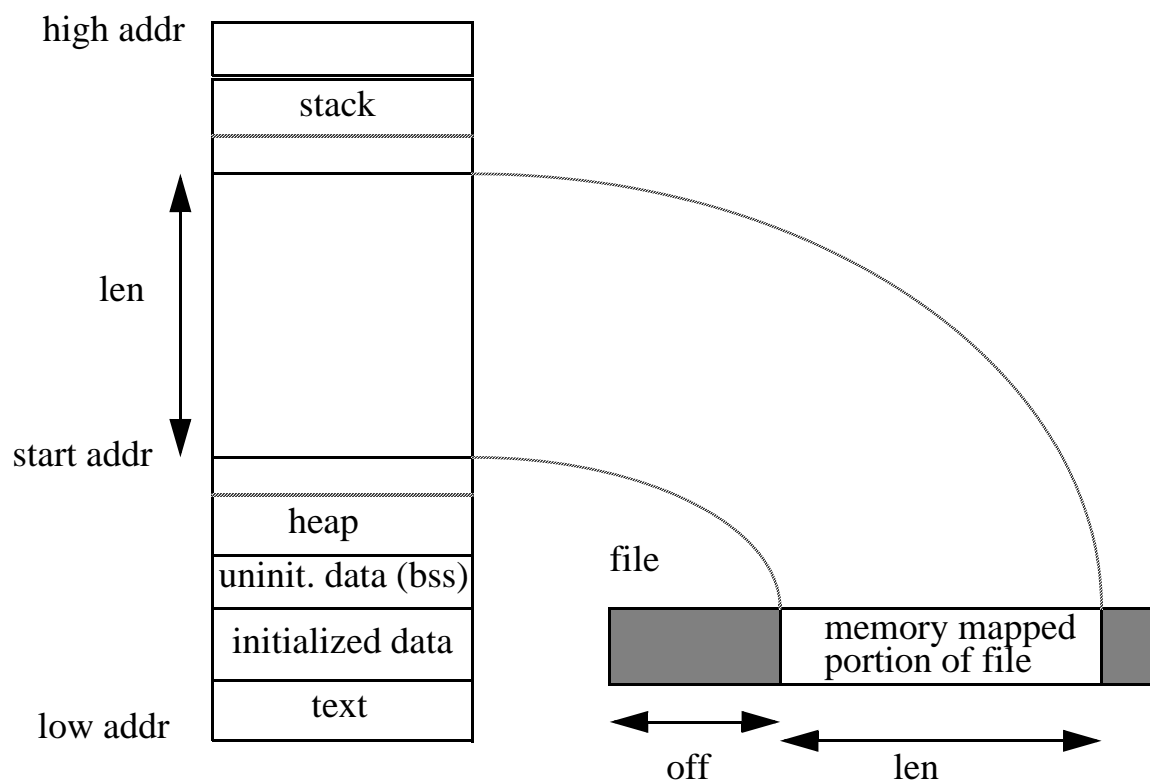 high addr
stack
len
start addr
heap
uninit. data (bss)
initialized data
text
low addr
file
memory mapped
portion of file
off
len